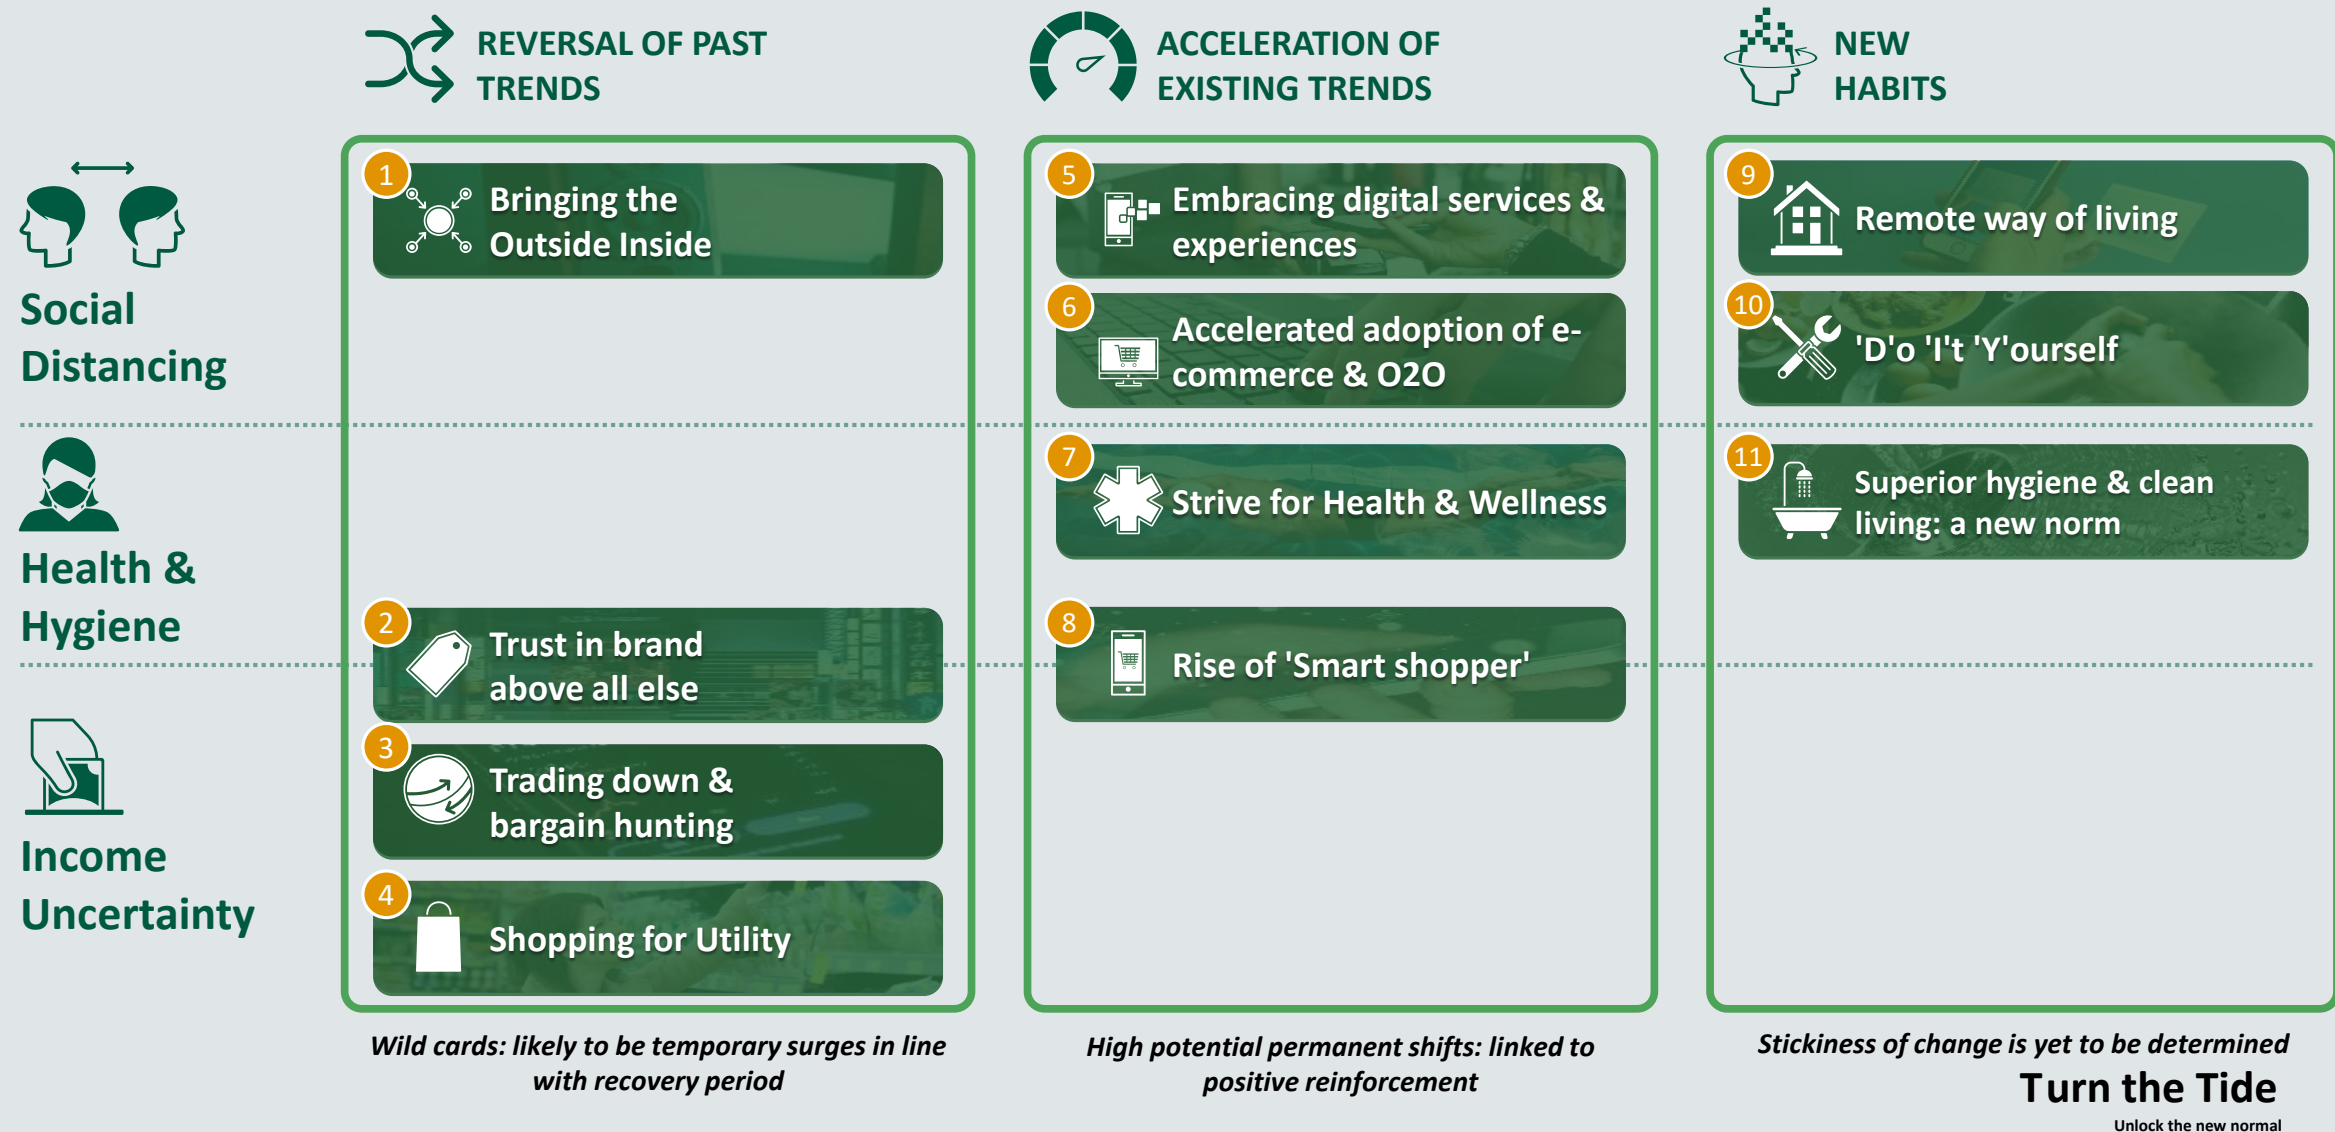 REVERSAL OF PAST
TRENDS
ACCELERATION OF
EXISTING TRENDS
NEW
HABITS
Social
Distancing
1
Bringing the
Outside Inside
5
Embracing digital services &
experiences
9
Remote way of living
6
Accelerated adoption of e-
commerce & O2O
10
'D'o 'I't 'Y'ourself
Health &
Hygiene
7
Strive for Health & Wellness
11
Superior hygiene & clean
living: a new norm
2
Trust in brand
above all else
8
Rise of 'Smart shopper'
Income
Uncertainty
3
Trading down &
bargain hunting
4
Shopping for Utility
Wild cards: likely to be temporary surges in line
with recovery period
High potential permanent shifts: linked to
positive reinforcement
Stickiness of change is yet to be determined
Turn the Tide
Unlock the new normal